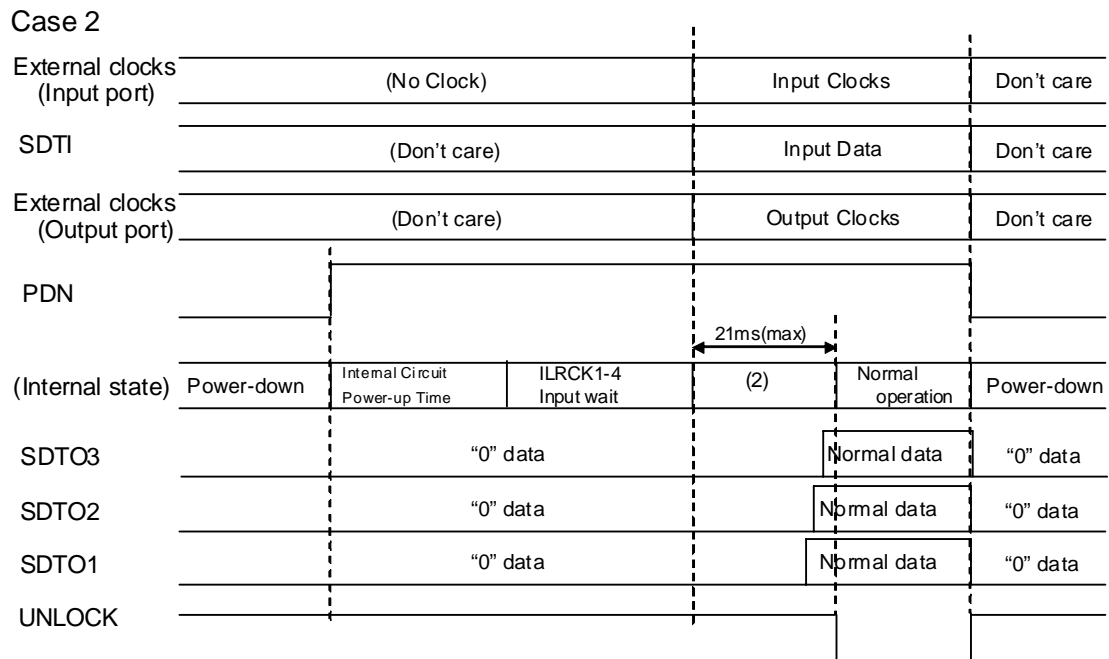 Case 2
External clocks
(Input port)
(No Clock)
Input Clocks
Don't care
SDTI
(Don't care)
Input Data
Don't care
External clocks
(Output port)
(Don't care)
Output Clocks
Don't care
PDN
21ms(max)
(Internal state)
Power-down
Internal Circuit
Power-up Time
ILRCK1-4
Input wait
(2)
Normal
operation
Power-down
SDTO3
“0” data
Normal data
“0” data
SDTO2
“0” data
Normal data
“0” data
SDTO1
“0” data
Normal data
“0” data
UNLOCK